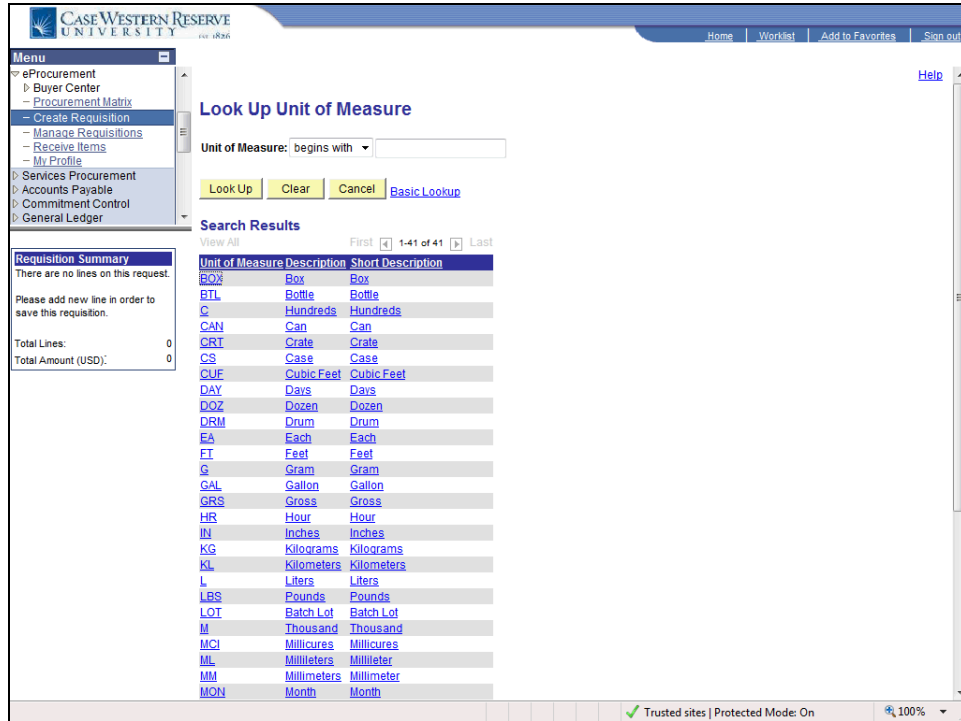 CASE WESTERN RESERVE
UNIVERSITY EST. 1826
Home Worklist Add to Favorites Sign out
Menu
eProcurement
Buyer Center
Procurement Matrix
Create Requisition
Manage Requisitions
Receive Items
My Profile
Services Procurement
Accounts Payable
Commitment Control
General Ledger
Requisition Summary
There are no lines on this request.
Please add new line in order to
save this requisition.
Total Lines: 0
Total Amount (USD): 0
Help
Look Up Unit of Measure
Unit of Measure: begins with
Look Up Clear Cancel Basic Lookup
Search Results
View All First 1-41 of 41 Last
Unit of Measure Description Short Description
BOX Box Box
BTL Bottle Bottle
C Hundreds Hundreds
CAN Can Can
CRT Crate Crate
CS Case Case
CUF Cubic Feet Cubic Feet
DAY Days Days
DOZ Dozen Dozen
DRM Drum Drum
EA Each Each
FT Feet Feet
G Gram Gram
GAL Gallon Gallon
GRS Gross Gross
HR Hour Hour
IN Inches Inches
KG Kilograms Kilograms
KL Kilometers Kilometers
L Liters Liters
LBS Pounds Pounds
LOT Batch Lot Batch Lot
M Thousand Thousand
MCI Millicures Millicures
ML Millileters Millileter
MM Millimeters Millimeter
MON Month Month
Trusted sites | Protected Mode: On 100%